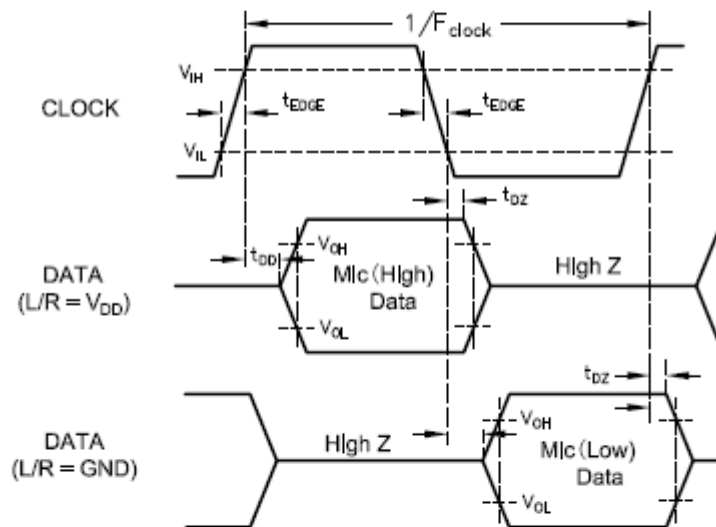 1/Fclock
VIH
CLOCK
tEDGE
tEDGE
VIL
tDZ
tDD
VOH
DATA
(L/R = VDD)
Mic(High)
Data
High Z
VOL
tDZ
DATA
(L/R = GND)
High Z
VOH
Mic(Low)
Data
VOL